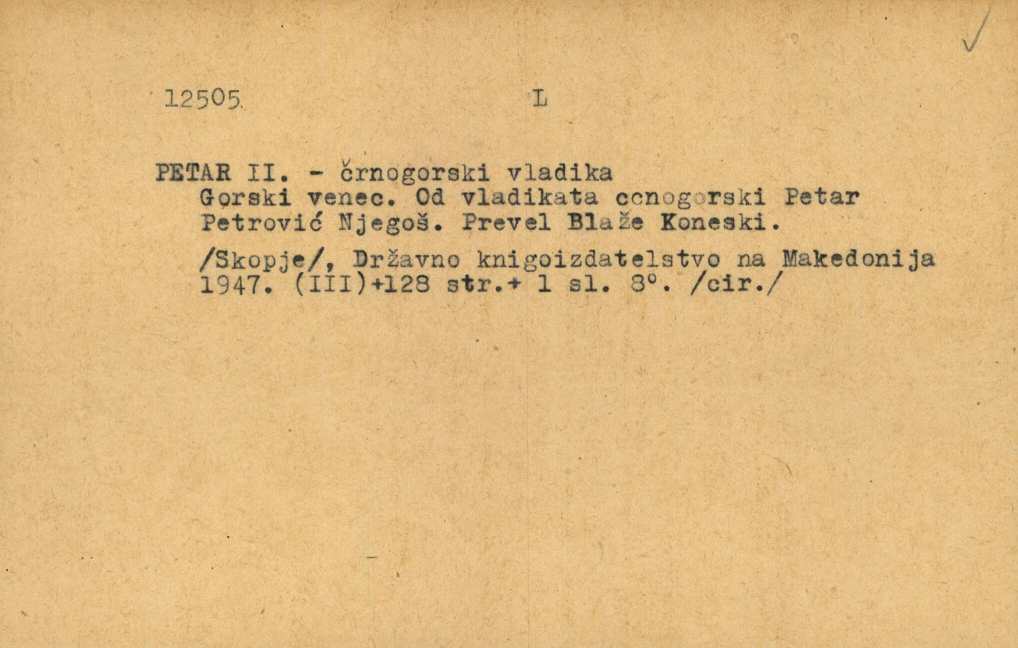 12505 L
PETAR II. - črnogorski vladika
Gorski venec. Od vladikata ccnogorski Petar
Petrović Njegoš. Prevel Blaže Koneski.
/Skopje/, Državno knigoizdatelstvo na Makedonija
1947. (III)+128 str.+ 1 sl. 8°. /cir./